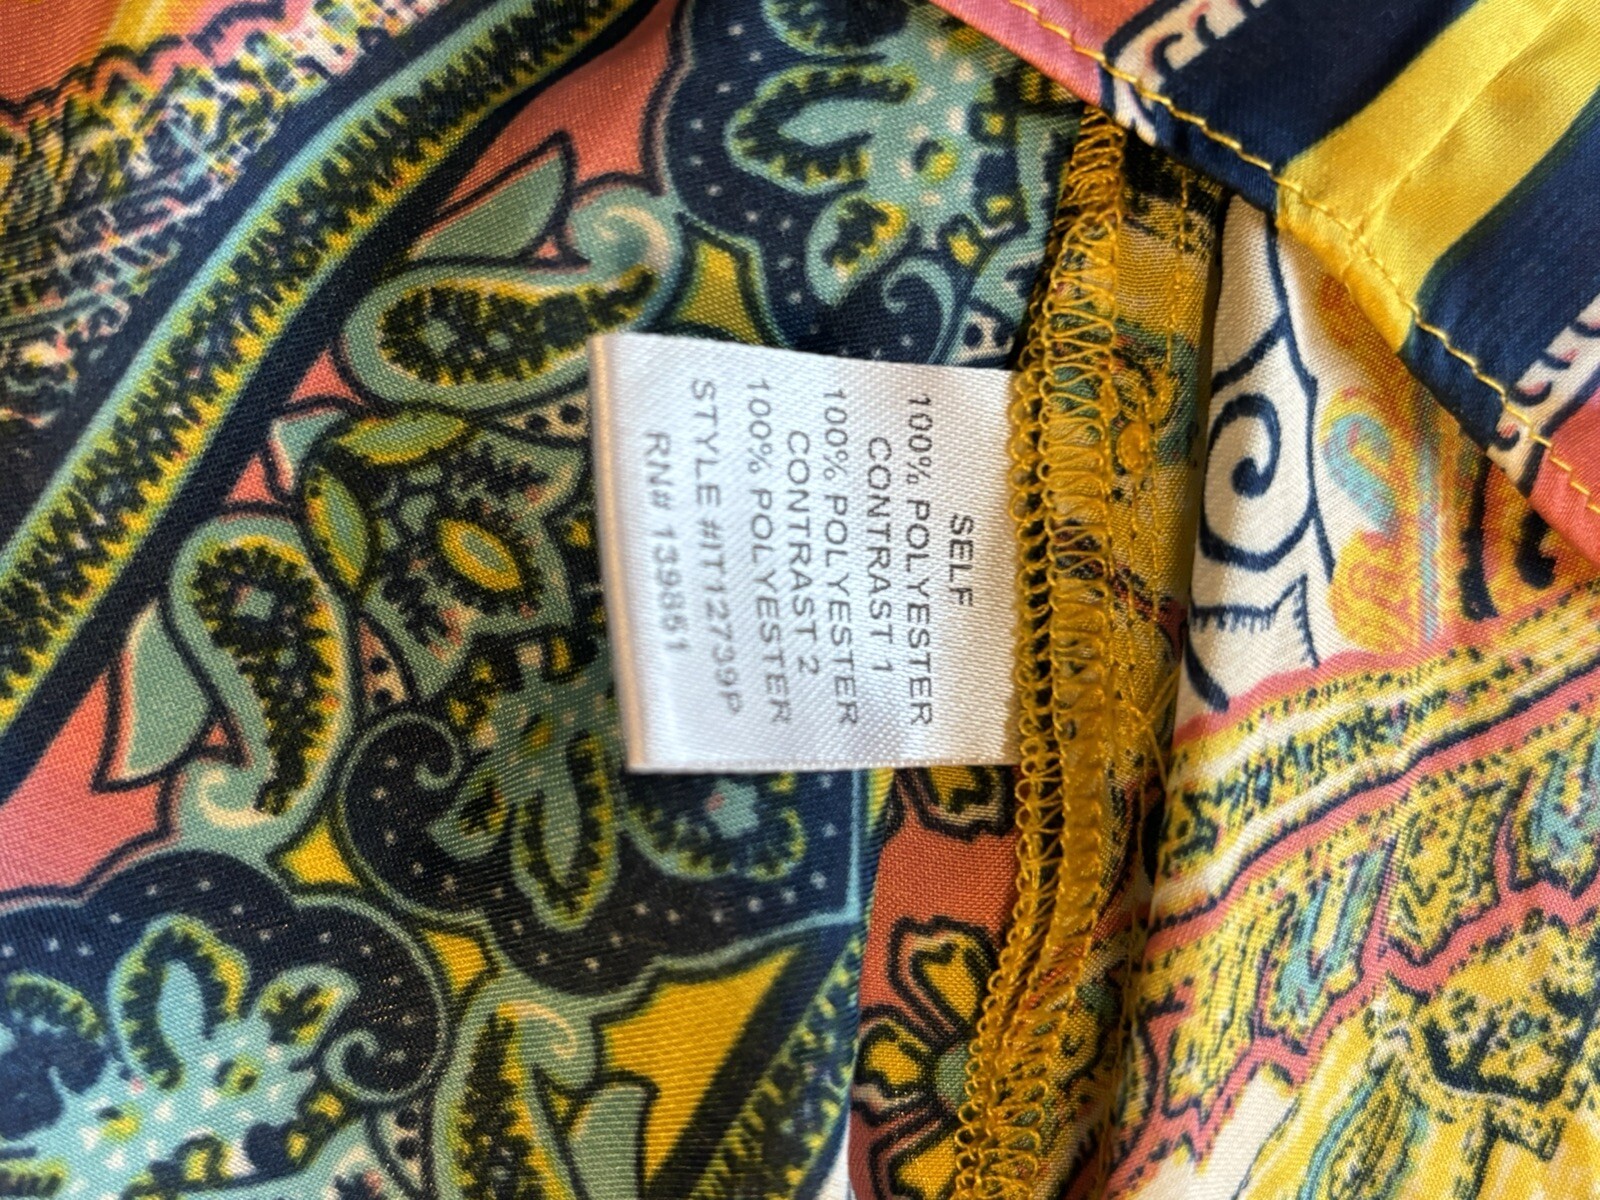 SELF
100% POLYESTER
CONTRAST 1
100% POLYESTER
CONTRAST 2
100% POLYESTER
STYLE #IT12739P
RN# 139851